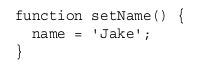 function setName() {
  name = 'Jake';
}